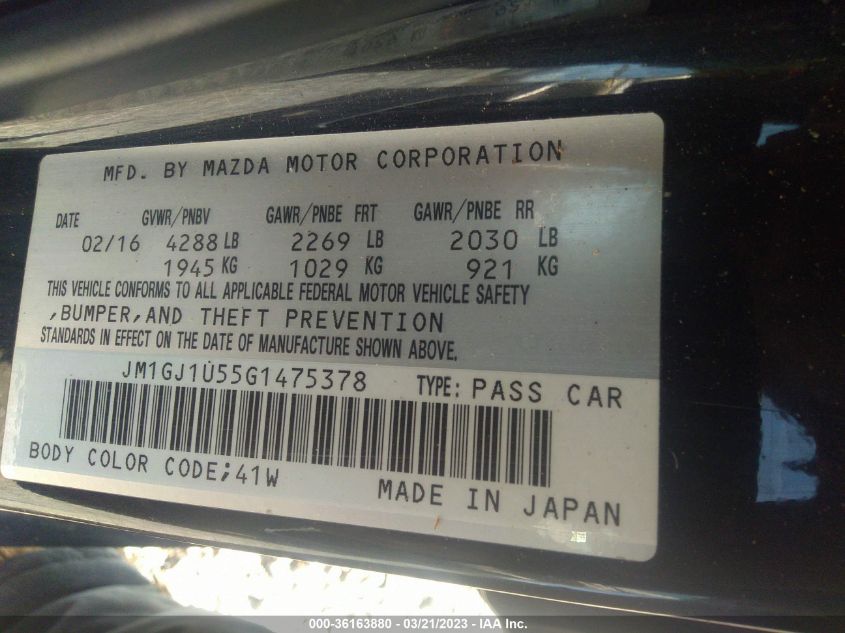 MFD. BY MAZDA MOTOR CORPORATION
DATE GVWR/PNBV GAWR/PNBE FRT GAWR/PNBE RR
02/16 4288 LB 2269 LB 2030 LB
1945 KG 1029 KG 921 KG
THIS VEHICLE CONFORMS TO ALL APPLICABLE FEDERAL MOTOR VEHICLE SAFETY
,BUMPER,AND THEFT PREVENTION
STANDARDS IN EFFECT ON THE DATE OF MANUFACTURE SHOWN ABOVE.
JM1GJ1U55G1475378 TYPE: PASS CAR
BODY COLOR CODE;41W
MADE IN JAPAN
000-36163880 - 03/21/2023 - IAA Inc.